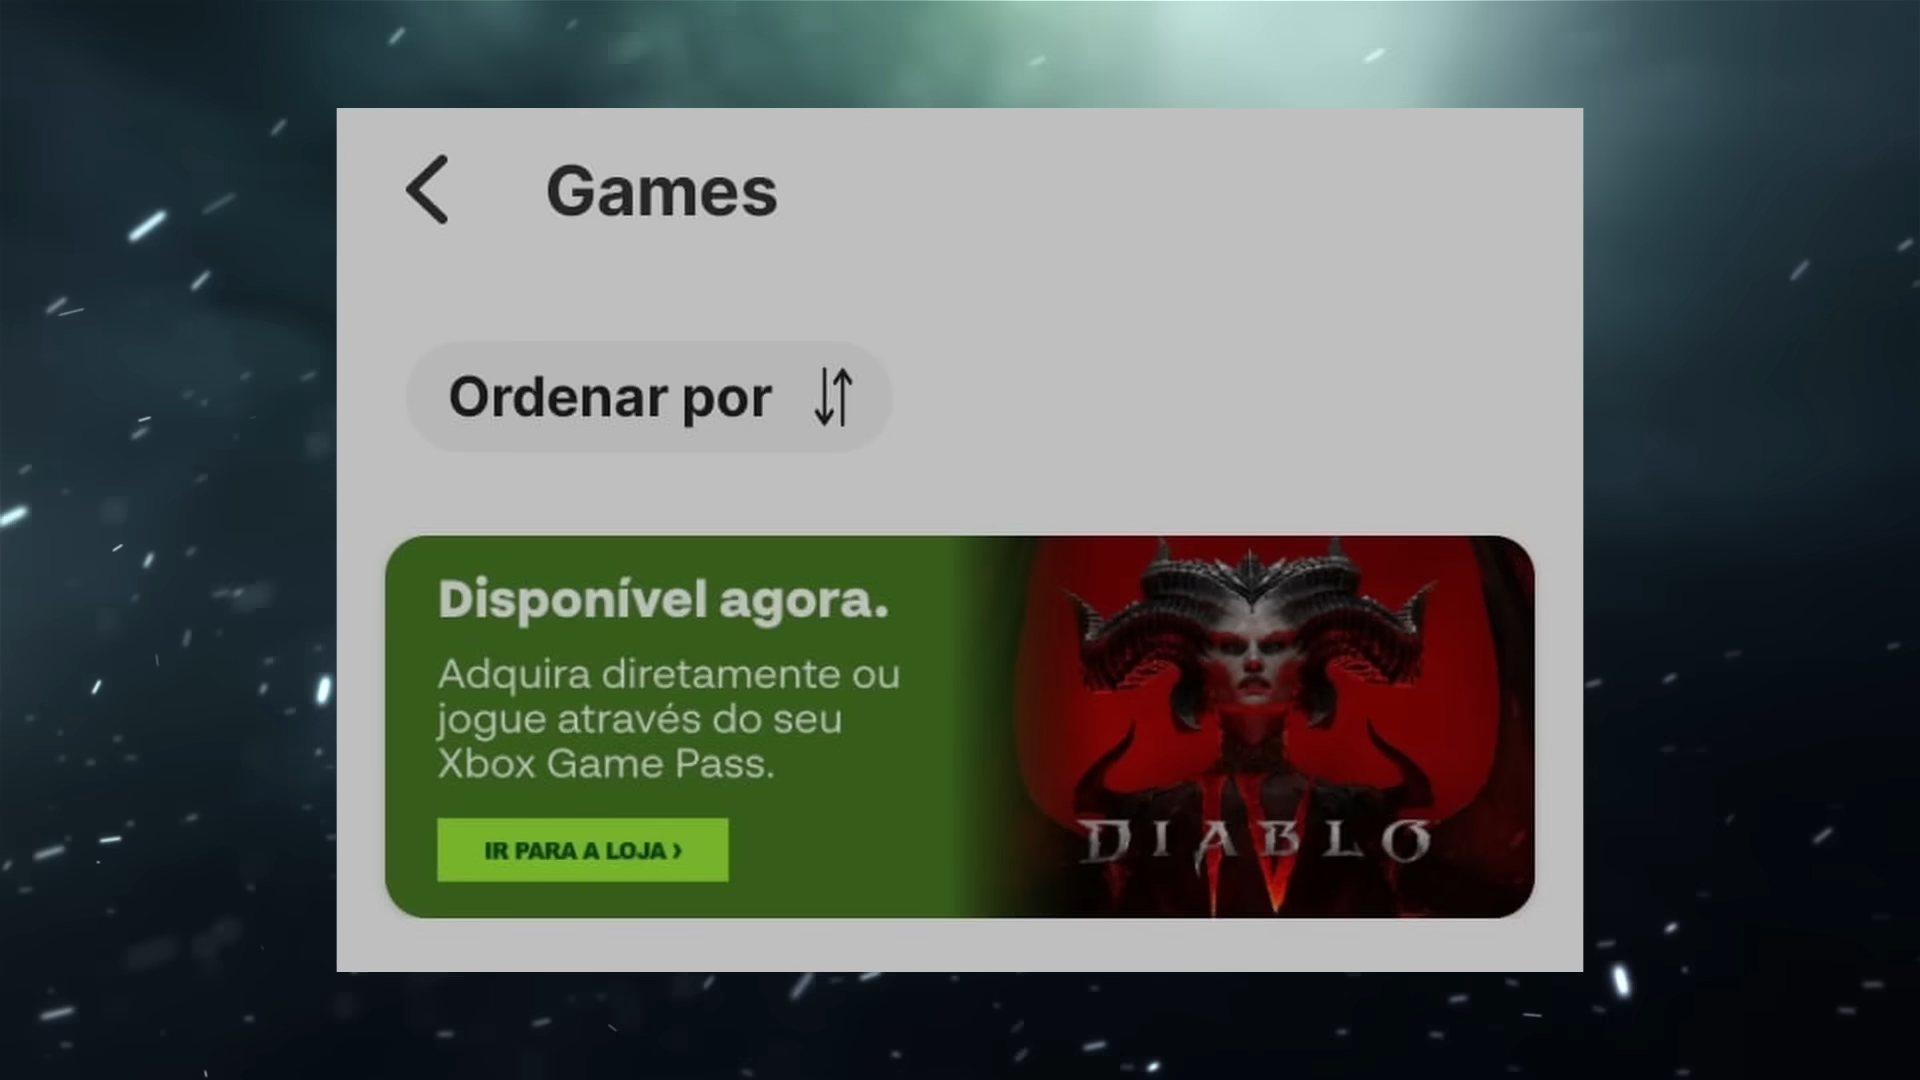 Games
Ordenar por
Disponível agora.
Adquira diretamente ou
jogue através do seu
Xbox Game Pass.
IR PARA A LOJA ›
DIABLO
IV